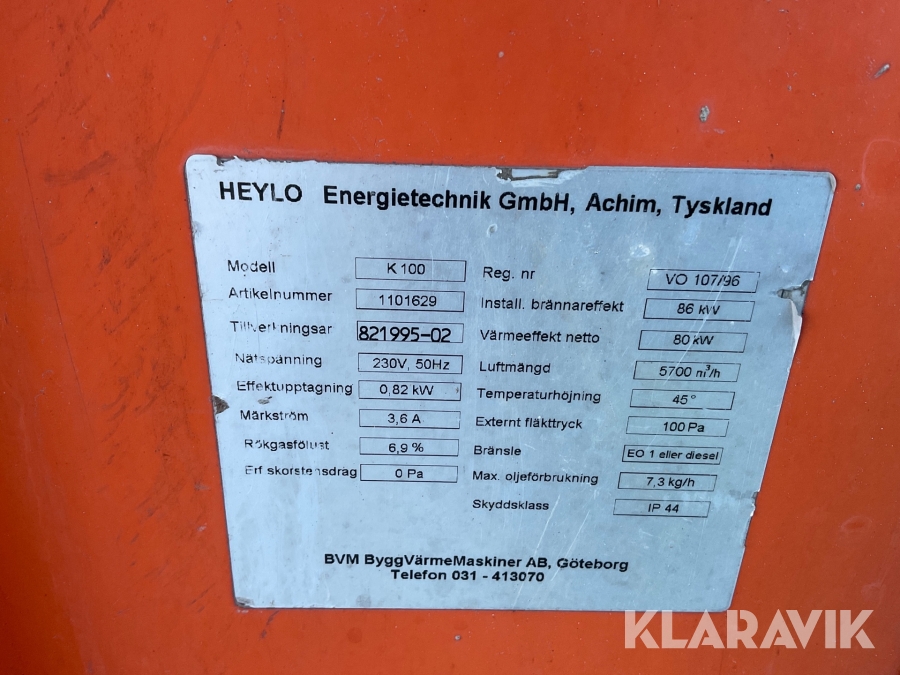 HEYLO Energietechnik GmbH, Achim, Tyskland
Modell K 100
Artikelnummer 1101629
Tillverkningsar 821995-02
Nätspänning 230V, 50Hz
Effektupptagning 0,82 kW
Märkström 3,6 A
Rökgasfölust 6,9 %
Erf skorstensdrag 0 Pa
Reg. nr VO 107/96
Install. brännareffekt 86 kW
Värmeeffekt netto 80 kW
Luftmängd 5700 m³/h
Temperaturhöjning 45°
Externt fläkttryck 100 Pa
Bränsle EO 1 eller diesel
Max. oljeförbrukning 7,3 kg/h
Skyddsklass IP 44
BVM ByggVärmeMaskiner AB, Göteborg
Telefon 031 - 413070
KLARAVIK